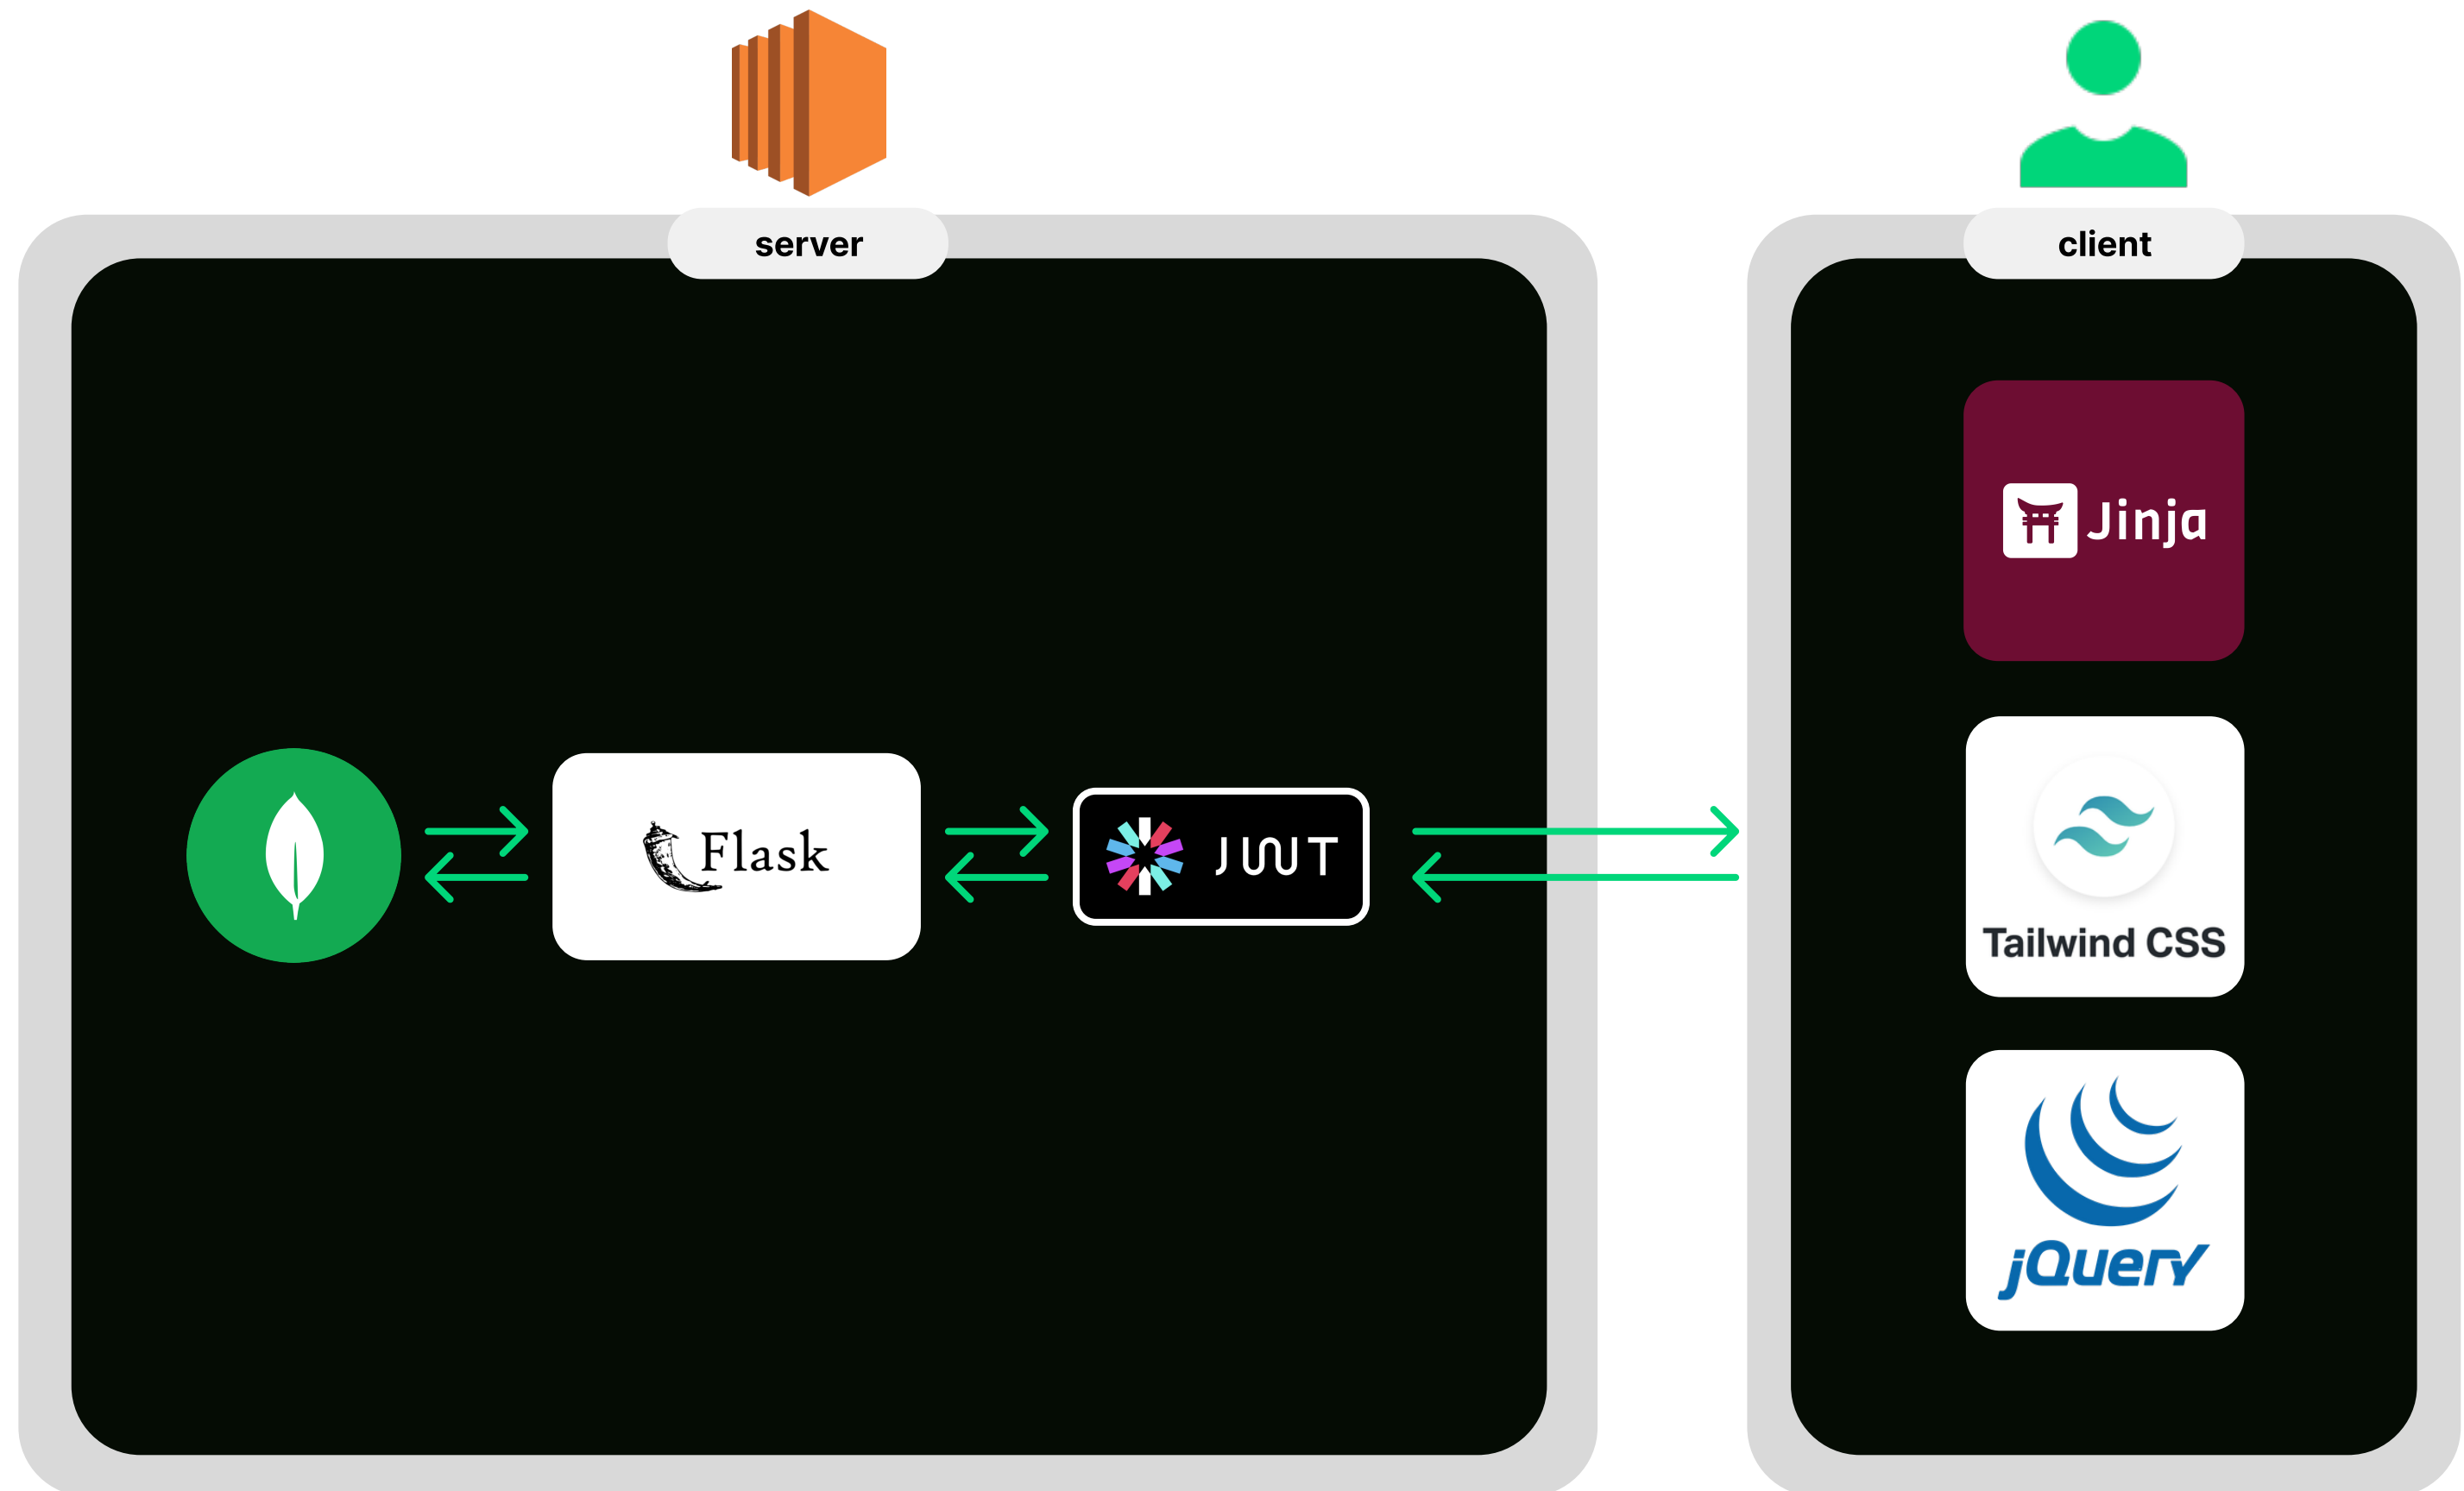 server
client
Jinja
Flask
JWT
Tailwind CSS
jQuery